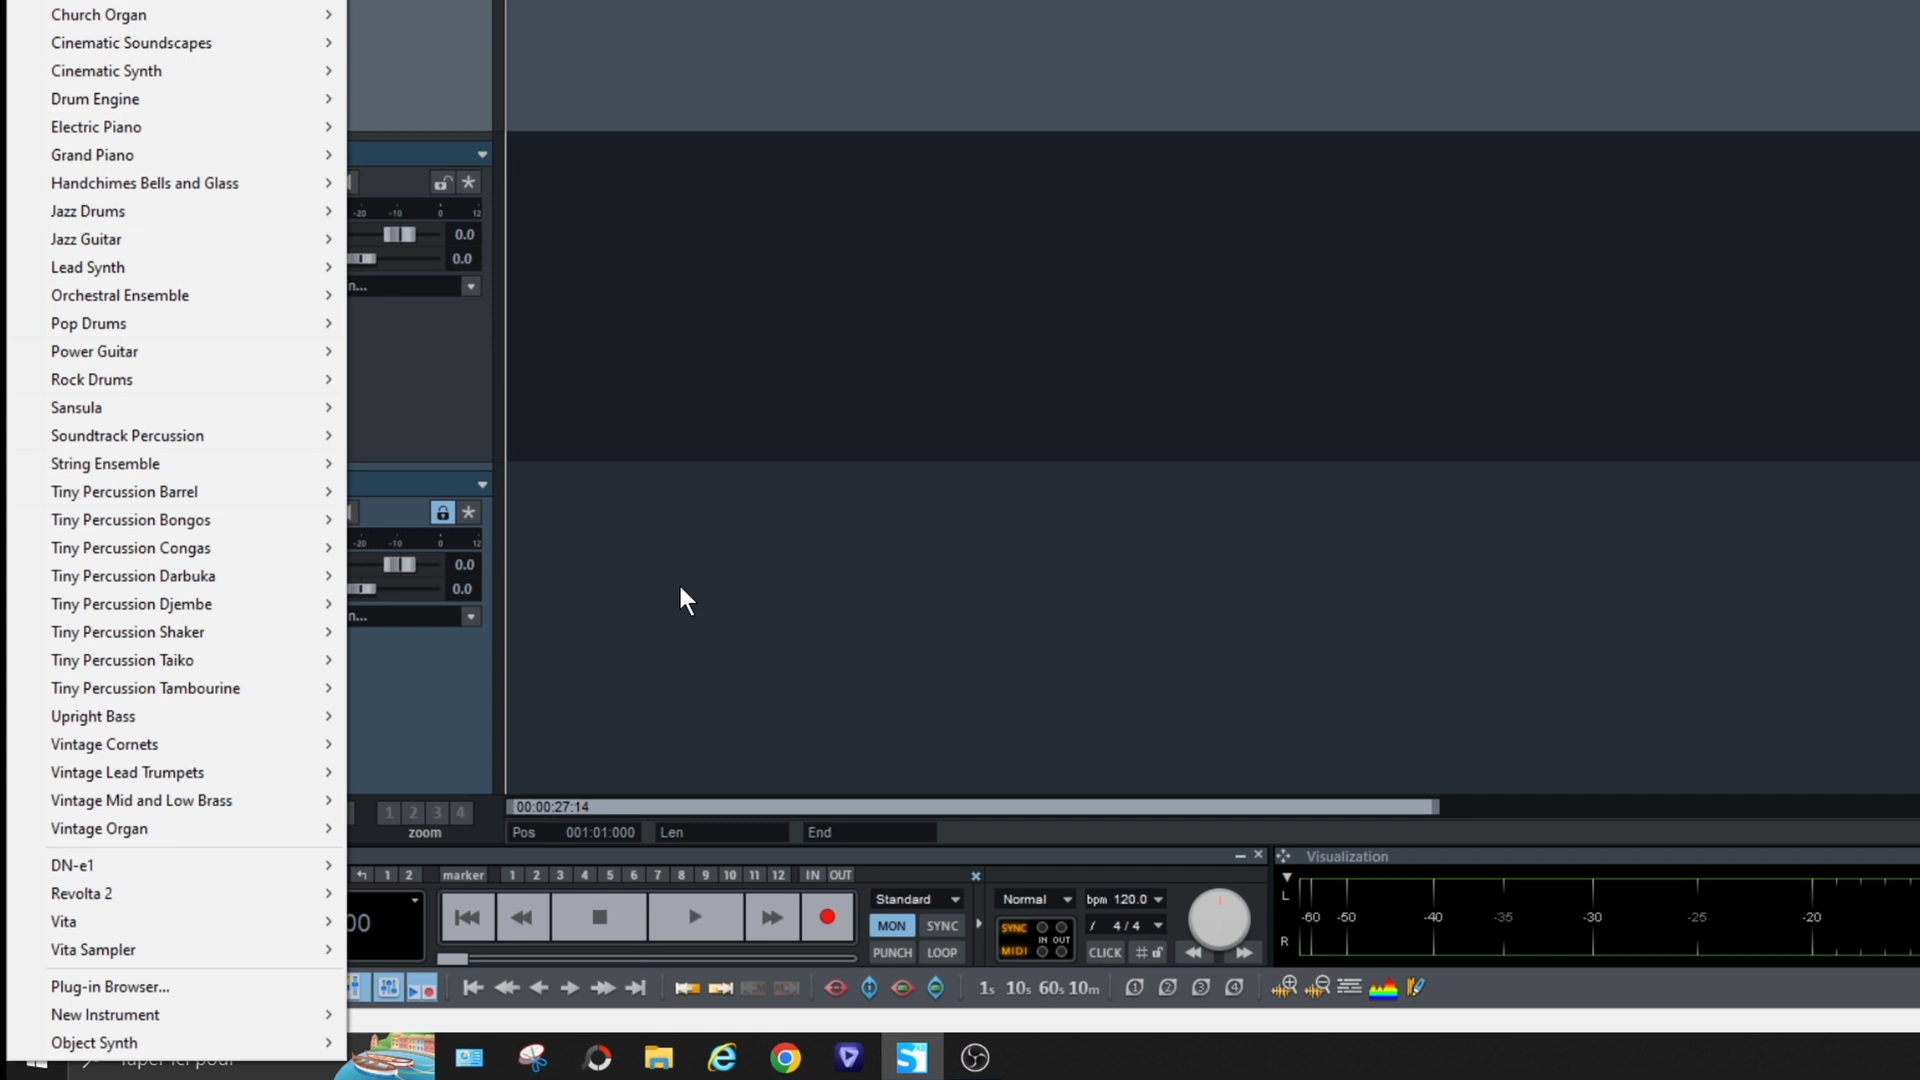 Church Organ
Cinematic Soundscapes
Cinematic Synth
Drum Engine
Electric Piano
Grand Piano
Handchimes Bells and Glass
Jazz Drums
Jazz Guitar
Lead Synth
Orchestral Ensemble
Pop Drums
Power Guitar
Rock Drums
Sansula
Soundtrack Percussion
String Ensemble
Tiny Percussion Barrel
Tiny Percussion Bongos
Tiny Percussion Congas
Tiny Percussion Darbuka
Tiny Percussion Djembe
Tiny Percussion Shaker
Tiny Percussion Taiko
Tiny Percussion Tambourine
Upright Bass
Vintage Cornets
Vintage Lead Trumpets
Vintage Mid and Low Brass
Vintage Organ
DN-e1
Revolta 2
Vita
Vita Sampler
Plug-in Browser...
New Instrument
Object Synth
-20 -10 0 12
0.0
0.0
n...
-20 -10 0 12
0.0
0.0
n...
1 2 3 4
zoom
00:00:27:14
Pos 001:01:000 Len End
1 2 marker 1 2 3 4 5 6 7 8 9 10 11 12 IN OUT
00
Standard
MON SYNC
PUNCH LOOP
Normal bpm 120.0
SYNC
MIDI
IN OUT
/ 4/4
CLICK #
Visualization
L
-60 -50 -40 -35 -30 -25 -20
R
1s 10s 60s 10m
1 2 3 4